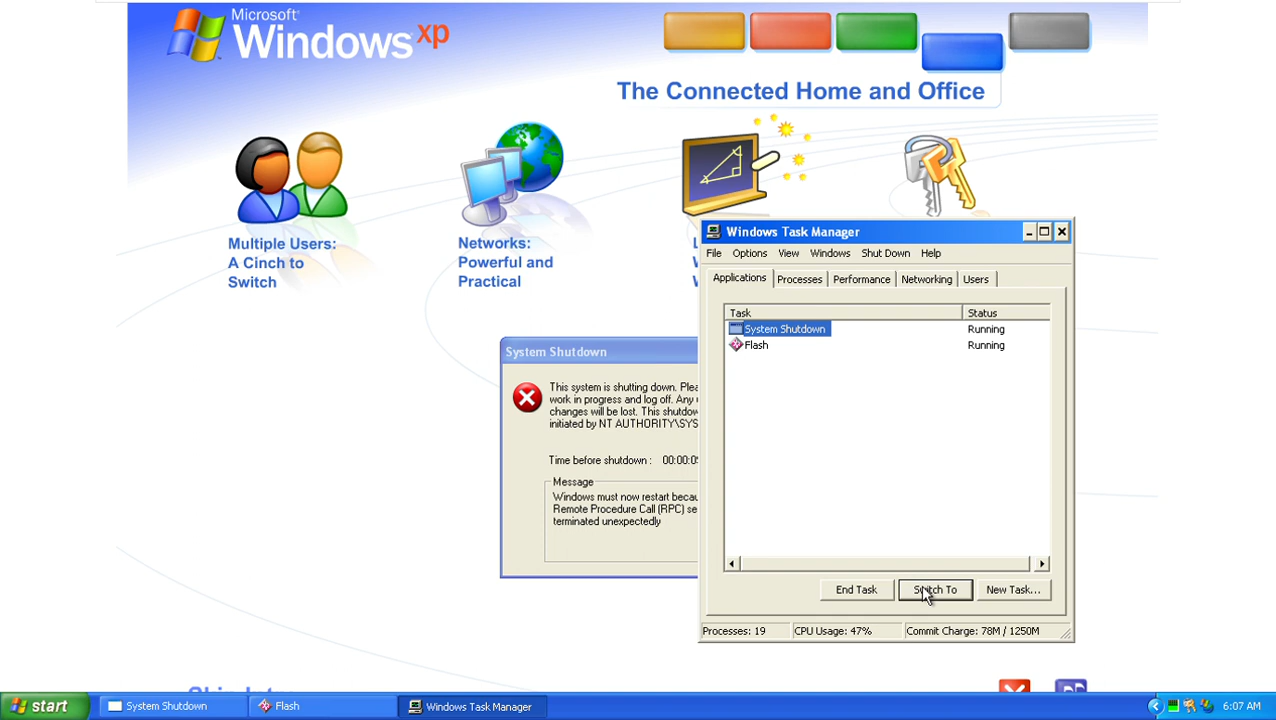 Microsoft®
Windows xp
The Connected Home and Office
Multiple Users:
A Cinch to
Switch
Networks:
Powerful and
Practical
System Shutdown
This system is shutting down. Plea
work in progress and log off. Any u
changes will be lost. This shutdow
initiated by NT AUTHORITY\SYS
Time before shutdown : 00:00:0
Message
Windows must now restart becau
Remote Procedure Call (RPC) se
terminated unexpectedly
Windows Task Manager
File Options View Windows Shut Down Help
Applications Processes Performance Networking Users
Task Status
System Shutdown Running
Flash Running
End Task Switch To New Task...
Processes: 19 CPU Usage: 47% Commit Charge: 78M / 1250M
start System Shutdown Flash Windows Task Manager 6:07 AM